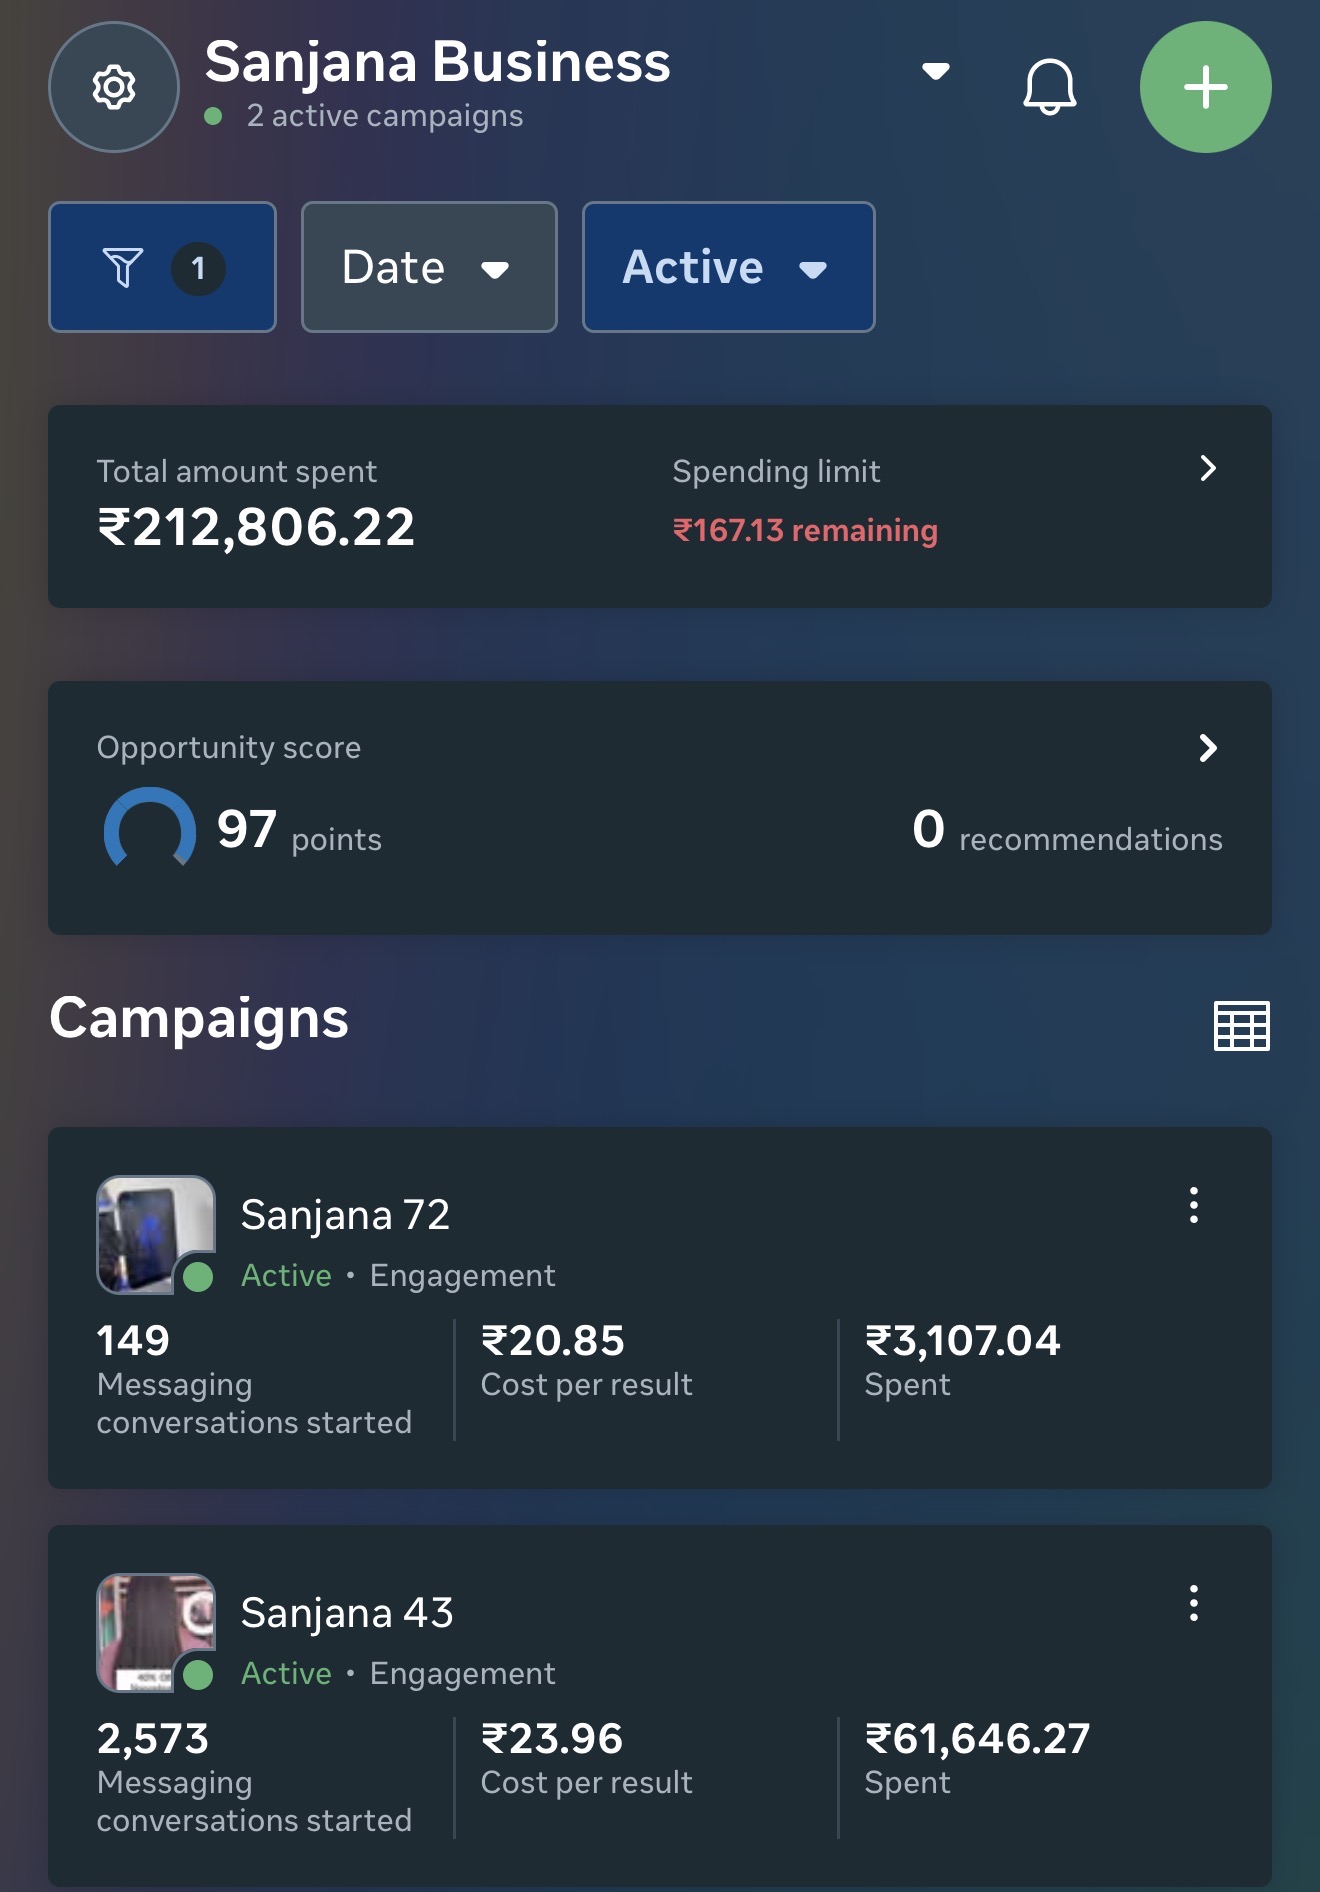 Sanjana Business
2 active campaigns
1
Date
Active
Total amount spent
₹212,806.22
Spending limit
₹167.13 remaining
Opportunity score
97 points
0 recommendations
Campaigns
Sanjana 72
Active • Engagement
149
Messaging
conversations started
₹20.85
Cost per result
₹3,107.04
Spent
Sanjana 43
Active • Engagement
2,573
Messaging
conversations started
₹23.96
Cost per result
₹61,646.27
Spent